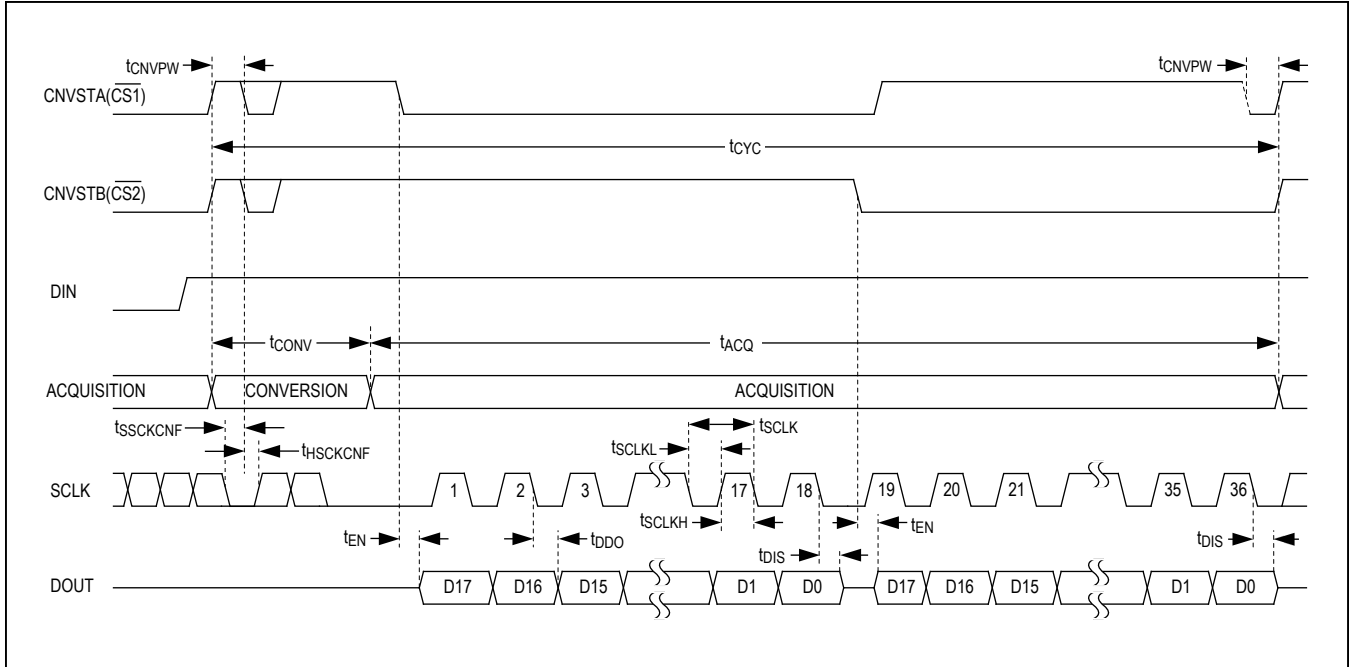 tCNVPW
tCNVPW
CNVSTA(CS1)
tCYC
CNVSTB(CS2)
DIN
tCONV
tACQ
ACQUISITION CONVERSION ACQUISITION
tSSCKCNF
tHSCKCNF
tSCLKL
tSCLK
SCLK 1 2 3 17 18 19 20 21 35 36
tSCLKH
tEN
tDDO
tDIS
tEN
tDIS
DOUT D17 D16 D15 D1 D0 D17 D16 D15 D1 D0